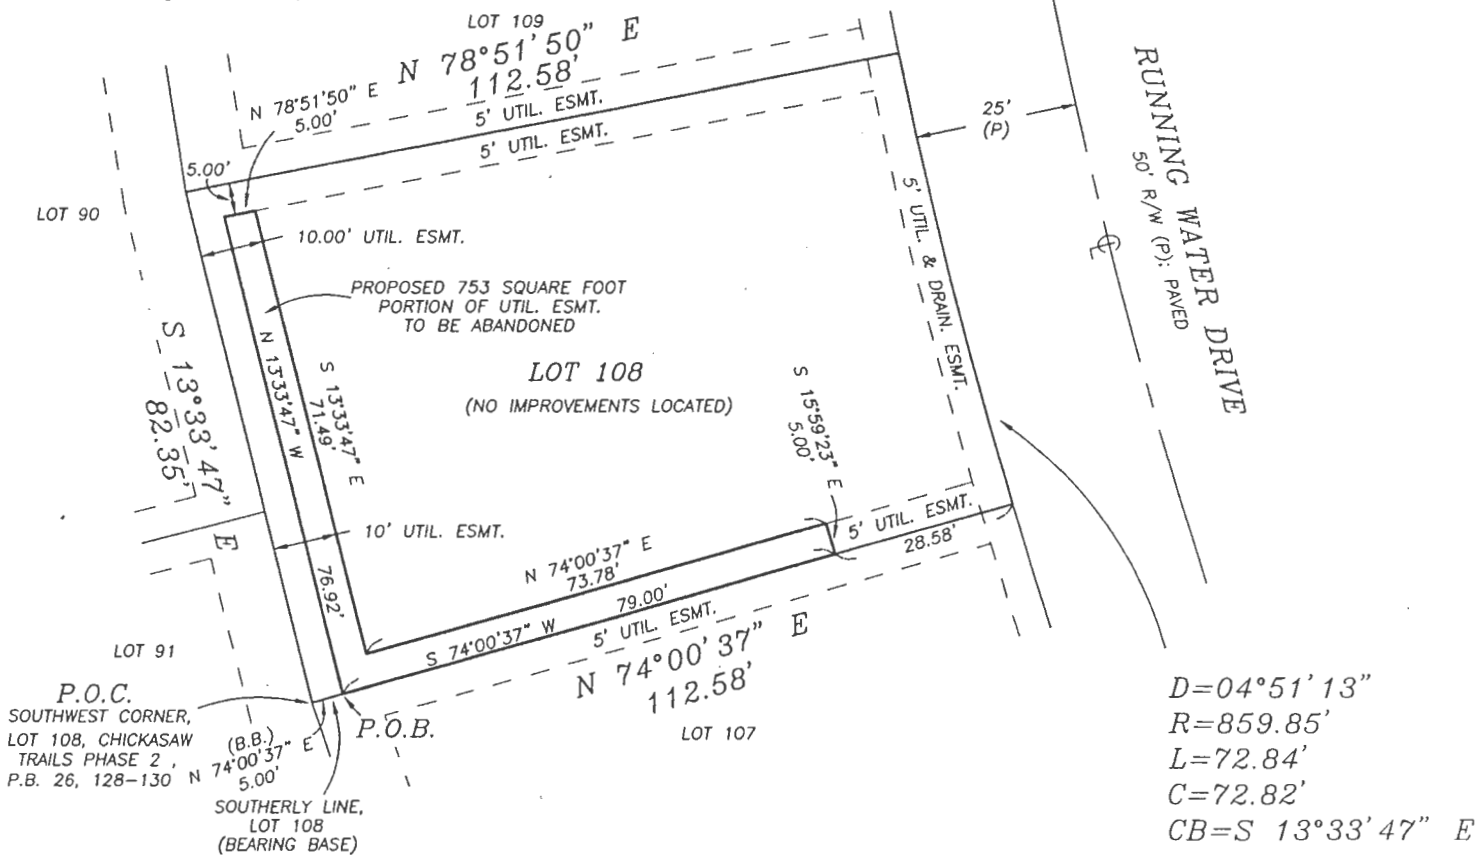 LOT 109
N 78°51'50" E
112.58'
N 78°51'50" E
5.00'
5' UTIL. ESMT.
5' UTIL. ESMT.
5.00'
25'
(P)
RUNNING WATER DRIVE
50' R/W (P); PAVED
LOT 90
10.00' UTIL. ESMT.
PROPOSED 753 SQUARE FOOT
PORTION OF UTIL. ESMT.
TO BE ABANDONED
5' UTIL. & DRAIN. ESMT.
S 13°33'47" E
82.35'
N 13°33'47" W
76.92'
S 13°33'47" E
71.49'
LOT 108
(NO IMPROVEMENTS LOCATED)
S 15°59'23" E
5.00'
10' UTIL. ESMT.
N 74°00'37" E
73.78'
79.00'
S 74°00'37" W
5' UTIL. ESMT.
28.58'
5' UTIL. ESMT.
N 74°00'37" E
112.58'
LOT 91
P.O.C.
SOUTHWEST CORNER,
LOT 108, CHICKASAW
TRAILS PHASE 2 ,
P.B. 26, 128-130
(B.B.)
N 74°00'37" E
5.00'
P.O.B.
LOT 107
SOUTHERLY LINE,
LOT 108
(BEARING BASE)
D=04°51'13"
R=859.85'
L=72.84'
C=72.82'
CB=S 13°33'47" E